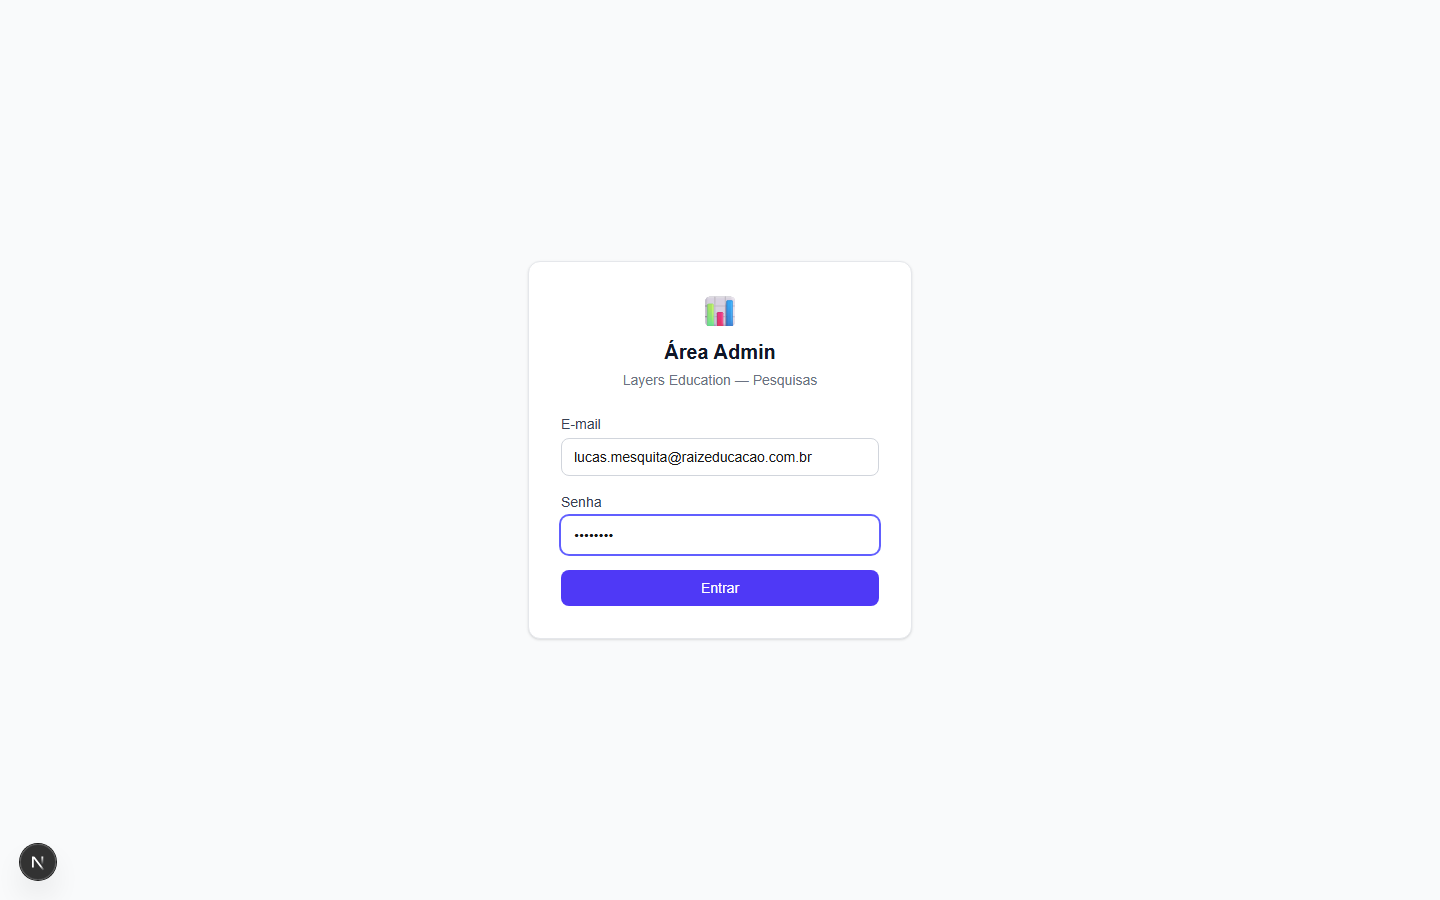 Área Admin
Layers Education — Pesquisas
E-mail
lucas.mesquita@raizeducacao.com.br
Senha
••••••••
Entrar
N